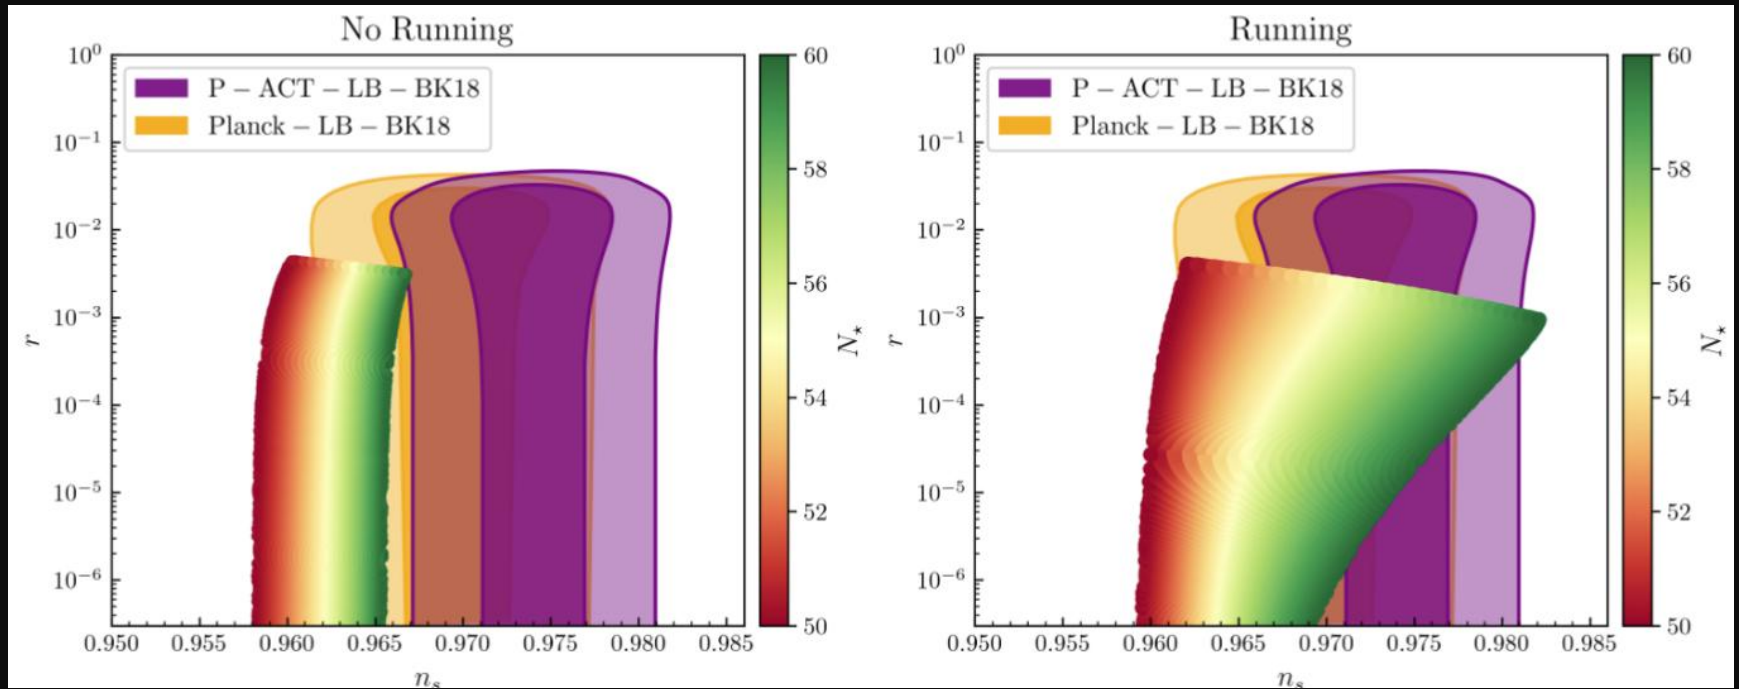 No Running
10⁰
10⁻¹
10⁻²
10⁻³
10⁻⁴
10⁻⁵
10⁻⁶
r
P − ACT − LB − BK18
Planck − LB − BK18
0.950 0.955 0.960 0.965 0.970 0.975 0.980 0.985
n_s
60
58
56
54
52
50
N⋆
Running
10⁰
10⁻¹
10⁻²
10⁻³
10⁻⁴
10⁻⁵
10⁻⁶
r
P − ACT − LB − BK18
Planck − LB − BK18
0.950 0.955 0.960 0.965 0.970 0.975 0.980 0.985
n_s
60
58
56
54
52
50
N⋆